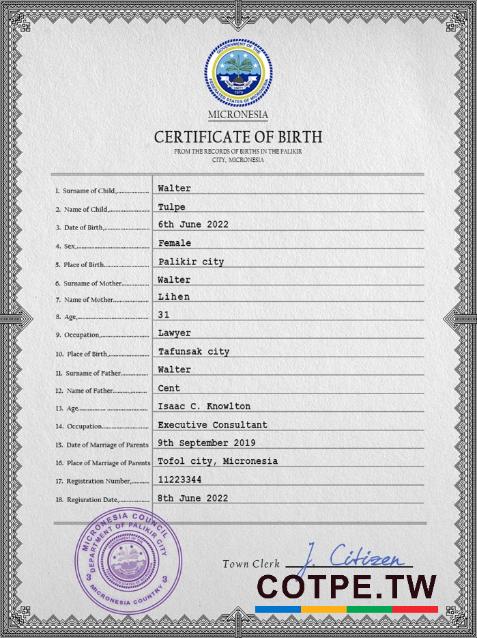 GOVERNMENT OF THE
FEDERATED STATES OF MICRONESIA
1979
MICRONESIA
CERTIFICATE OF BIRTH
FROM THE RECORDS OF BIRTHS IN THE PALIKIR
CITY, MICRONESIA
1. Surname of Child, Walter
2. Name of Child, Tulpe
3. Date of Birth, 6th June 2022
4. Sex, Female
5. Place of Birth Palikir city
6. Surname of Mother Walter
7. Name of Mother Lihen
8. Age, 31
9. Occupation, Lawyer
10. Place of Birth, Tafunsak city
11. Surname of Father Walter
12. Name of Father Cent
13. Age Isaac C. Knowlton
14. Occupation, Executive Consultant
15. Date of Marriage of Parents 9th September 2019
16. Place of Marriage of Parents Tofol city, Micronesia
17. Registration Number, 11223344
18. Regisration Date, 8th June 2022
MICRONESIA COUNCIL
DEPARTMENT OF PALIKIR CITY
MICRONESIA COUNTRY
Town Clerk J. Citizen
COTPE.TW